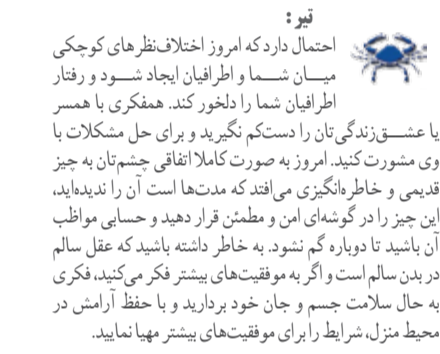 تیر :
احتمال دارد که امروز اختلاف‌نظرهای کوچکی
میـــان شـــما و اطرافیان ایجاد شـــود و رفتار
اطرافیان شما را دلخور کند. همفکری با همسر
یا عشـــق‌زندگی‌تان را دست‌کم نگیرید و برای حل مشکلات با
وی مشورت کنید. امروز به صورت کاملا اتفاقی چشم‌تان به چیز
قدیمی و خاطره‌انگیزی می‌افتد که مدت‌ها است آن را ندیده‌اید،
این چیز را در گوشه‌ای امن و مطمئن قرار دهید و حسابی مواظب
آن باشید تا دوباره گم نشود. به خاطر داشته باشید که عقل سالم
در بدن سالم است و اگر به موفقیت‌های بیشتر فکر می‌کنید، فکری
به حال سلامت جسم و جان خود بردارید و با حفظ آرامش در
محیط منزل، شرایط را برای موفقیت‌های بیشتر مهیا نمایید.